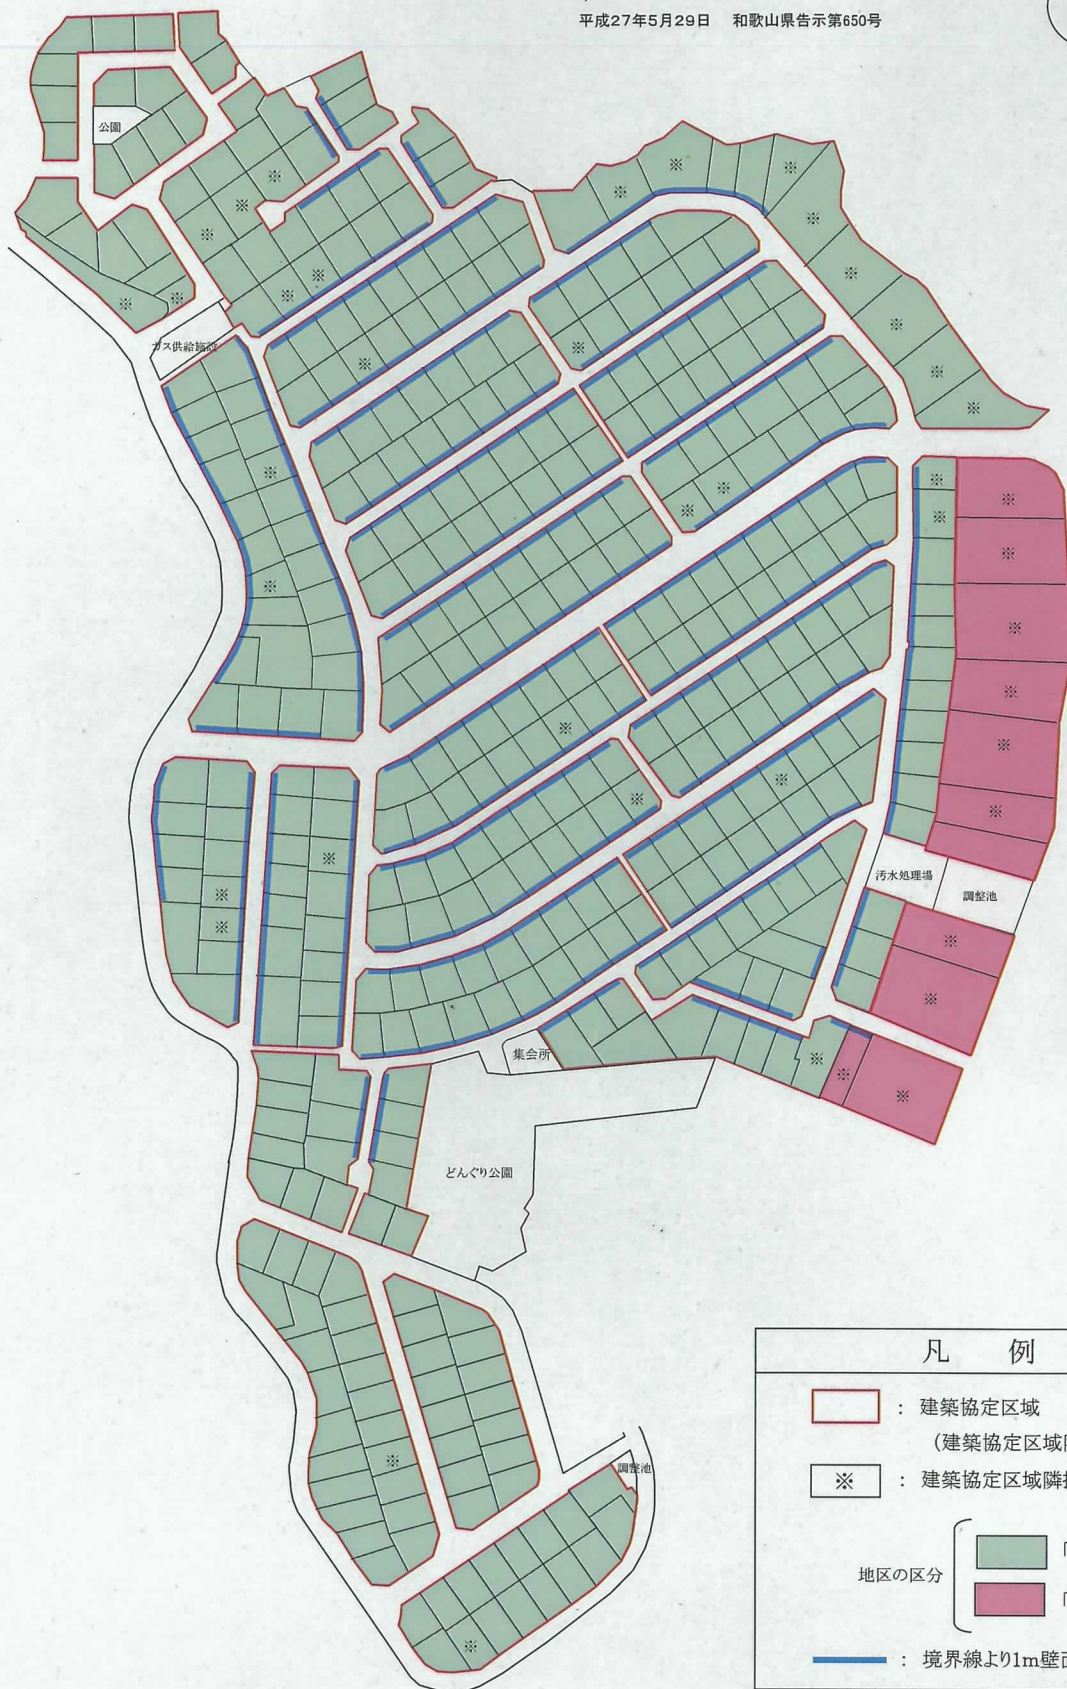 平成27年5月29日　和歌山県告示第650号
公園
ガス供給施設
※
汚水処理場
調整池
集会所
どんぐり公園
調整池
凡　例
：建築協定区域
(建築協定区域
※：建築協定区域隣
地区の区分
「
「
：境界線より1m壁面